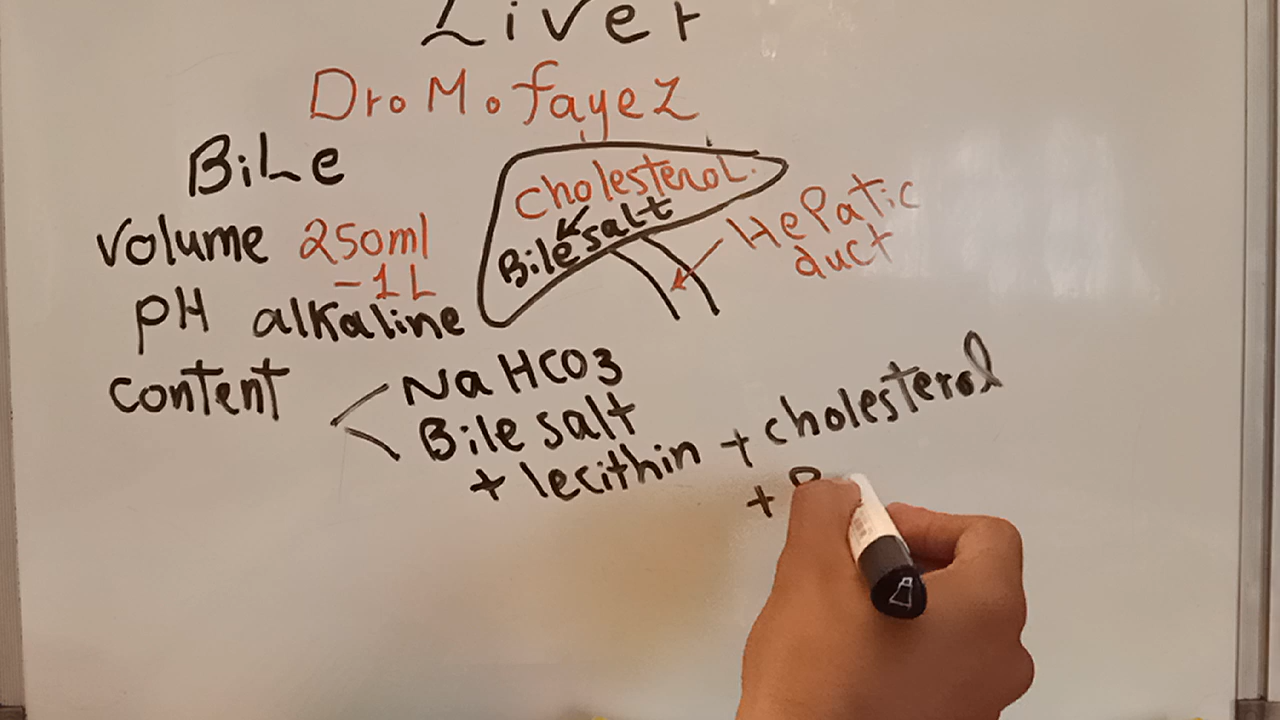 Liver
Dr. M. fayez
BiLe
volume 250ml
-1L
pH alkaline
content
cholesterol.
Bile salt
HePatic
duct
NaHCO3
Bile salt
+ lecithin + cholesterol
+